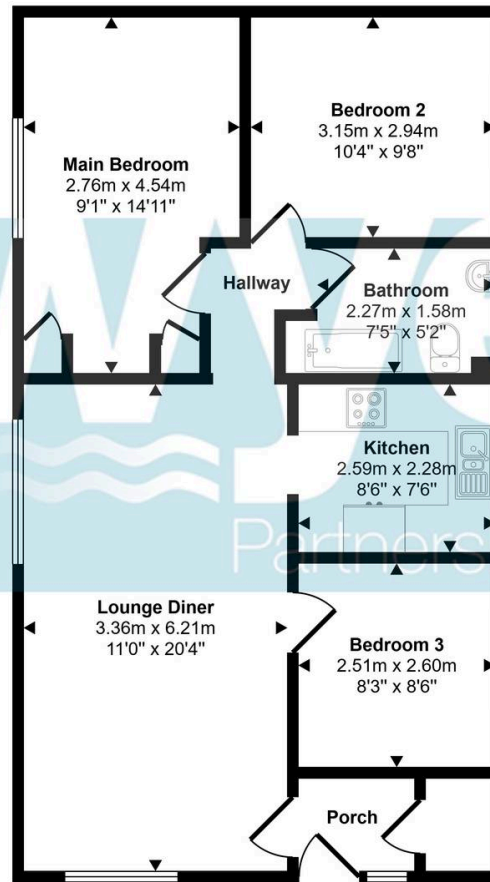 Bedroom 2
3.15m x 2.94m
10'4" x 9'8"
Main Bedroom
2.76m x 4.54m
9'1" x 14'11"
Hallway
Bathroom
2.27m x 1.58m
7'5" x 5'2"
Kitchen
2.59m x 2.28m
8'6" x 7'6"
Partners
Lounge Diner
3.36m x 6.21m
11'0" x 20'4"
Bedroom 3
2.51m x 2.60m
8'3" x 8'6"
Porch